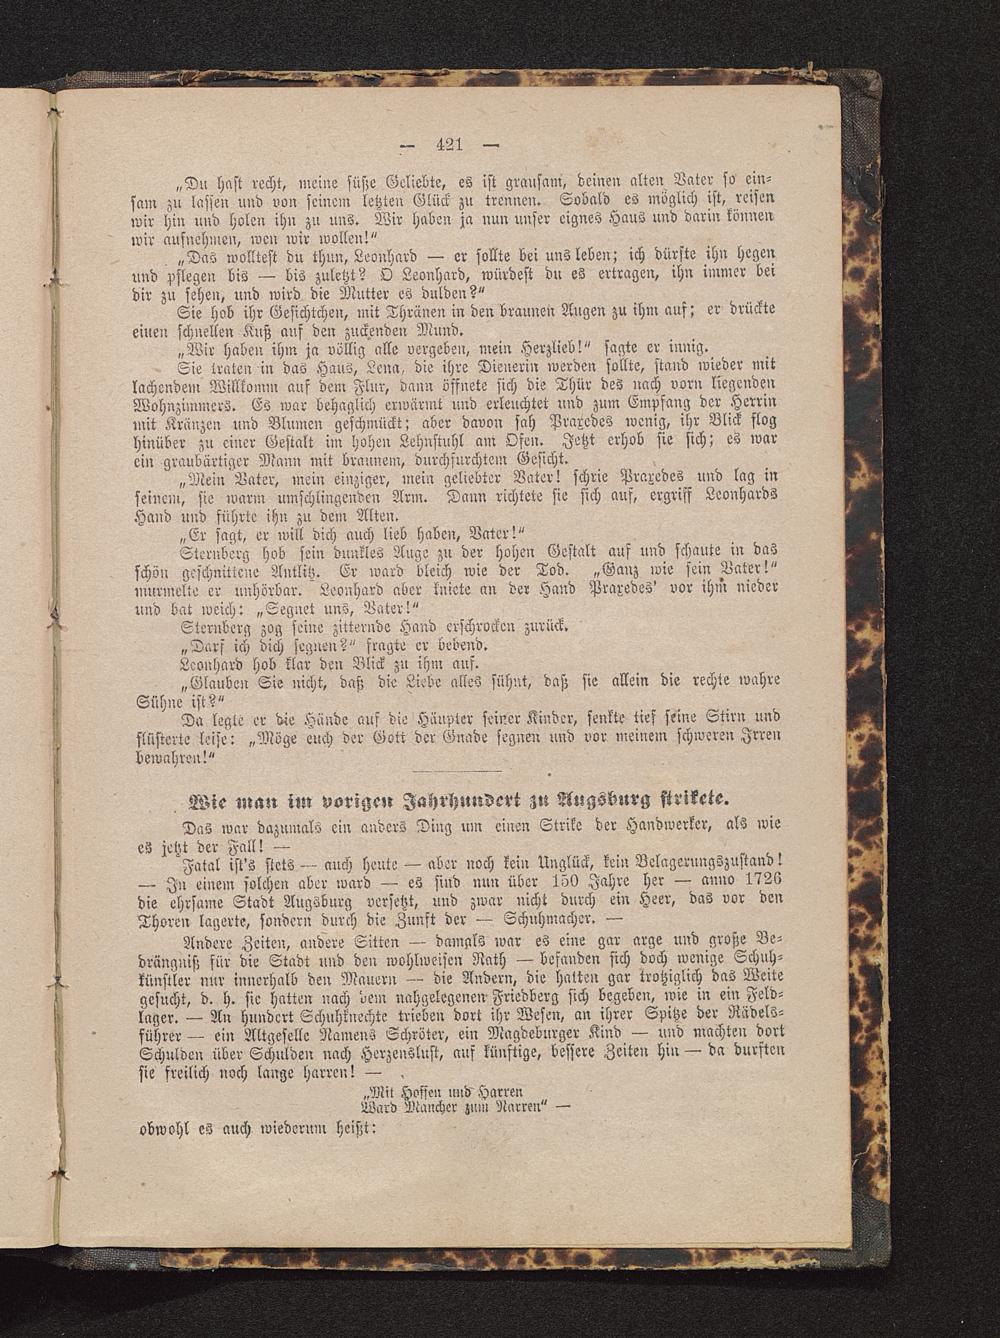 — 421 —
„Du hast recht, meine süße Geliebte, es ist grausam, deinen alten Vater so ein=
sam zu lassen und von seinem letzten Glück zu trennen. Sobald es möglich ist, reisen
wir hin und holen ihn zu uns. Wir haben ja nun unser eignes Haus und darin können
wir aufnehmen, wen wir wollen!“
„Das wolltest du thun, Leonhard — er sollte bei uns leben; ich dürfte ihn hegen
und pflegen bis — bis zuletzt? O Leonhard, würdest du es ertragen, ihn immer bei
dir zu sehen, und wird die Mutter es dulden?“
Sie hob ihr Gesichtchen, mit Thränen in den braunen Augen zu ihm auf; er drückte
einen schnellen Kuß auf den zuckenden Mund.
„Wir haben ihm ja völlig alle vergeben, mein Herzlieb!“ sagte er innig.
Sie traten in das Haus, Lena, die ihre Dienerin werden sollte, stand wieder mit
lachendem Willkomm auf dem Flur, dann öffnete sich die Thür des nach vorn liegenden
Wohnzimmers. Es war behaglich erwärmt und erleuchtet und zum Empfang der Herrin
mit Kränzen und Blumen geschmückt; aber davon sah Praxedes wenig, ihr Blick flog
hinüber zu einer Gestalt im hohen Lehnstuhl am Ofen. Jetzt erhob sie sich; es war
ein graubärtiger Mann mit braunem, durchfurchtem Gesicht.
„Mein Vater, mein einziger, mein geliebter Vater! schrie Praxedes und lag in
seinem, sie warm umschlingenden Arm. Dann richtete sie sich auf, ergriff Leonhards
Hand und führte ihn zu dem Alten.
„Er sagt, er will dich auch lieb haben, Vater!“
Sternberg hob sein dunkles Auge zu der hohen Gestalt auf und schaute in das
schön geschnittene Antlitz. Er ward bleich wie der Tod. „Ganz wie sein Vater!“
murmelte er unhörbar. Leonhard aber kniete an der Hand Praxedes’ vor ihm nieder
und bat weich: „Segnet uns, Vater!“
Sternberg zog seine zitternde Hand erschrocken zurück.
„Darf ich dich segnen?“ fragte er bebend.
Leonhard hob klar den Blick zu ihm auf.
„Glauben Sie nicht, daß die Liebe alles sühnt, daß sie allein die rechte wahre
Sühne ist?“
Da legte er die Hände auf die Häupter seiner Kinder, senkte tief seine Stirn und
flüsterte leise: „Möge euch der Gott der Gnade segnen und vor meinem schweren Irren
bewahren!“
Wie man im vorigen Jahrhundert zu Augsburg strikete.
Das war dazumals ein anders Ding um einen Strike der Handwerker, als wie
es jetzt der Fall! —
Fatal ist’s stets — auch heute — aber noch kein Unglück, kein Belagerungszustand!
— In einem solchen aber ward — es sind nun über 150 Jahre her — anno 1726
die ehrsame Stadt Augsburg versetzt, und zwar nicht durch ein Heer, das vor den
Thoren lagerte, sondern durch die Zunft der — Schuhmacher. —
Andere Zeiten, andere Sitten — damals war es eine gar arge und große Be=
drängniß für die Stadt und den wohlweisen Rath — befanden sich doch wenige Schuh=
künstler nur innerhalb den Mauern — die Andern, die hatten gar trotziglich das Weite
gesucht, d. h. sie hatten nach dem nahgelegenen Friedberg sich begeben, wie in ein Feld=
lager. — An hundert Schuhknechte trieben dort ihr Wesen, an ihrer Spitze der Rädels=
führer — ein Altgeselle Namens Schröter, ein Magdeburger Kind — und machten dort
Schulden über Schulden nach Herzenslust, auf künftige, bessere Zeiten hin — da durften
sie freilich noch lange harren! —
„Mit Hoffen und Harren
Ward Mancher zum Narren“ —
obwohl es auch wiederum heißt: